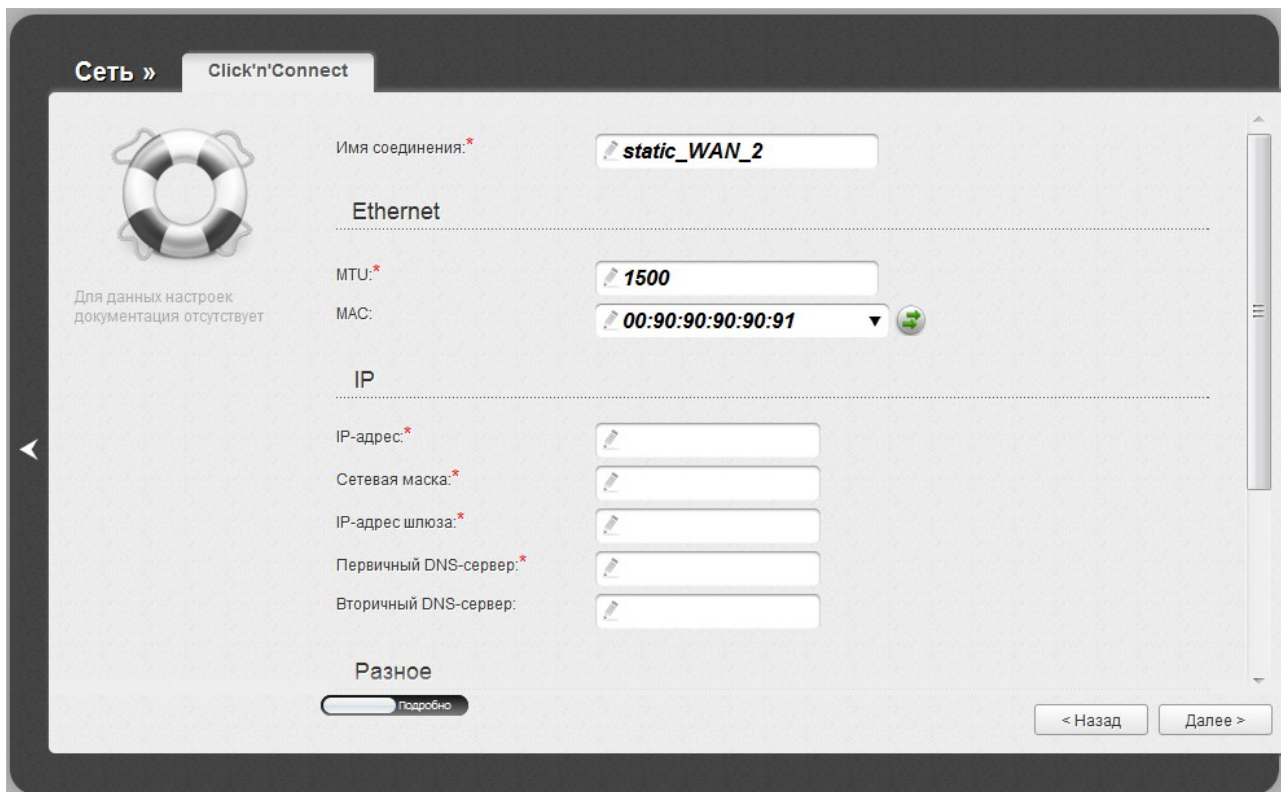 Сеть »
Click'n'Connect
Для данных настроек
документация отсутствует
Имя соединения:*
static_WAN_2
Ethernet
MTU:*
1500
MAC:
00:90:90:90:90:91
IP
IP-адрес:*
Сетевая маска:*
IP-адрес шлюза:*
Первичный DNS-сервер:*
Вторичный DNS-сервер:
Разное
Подробно
< Назад
Далее >